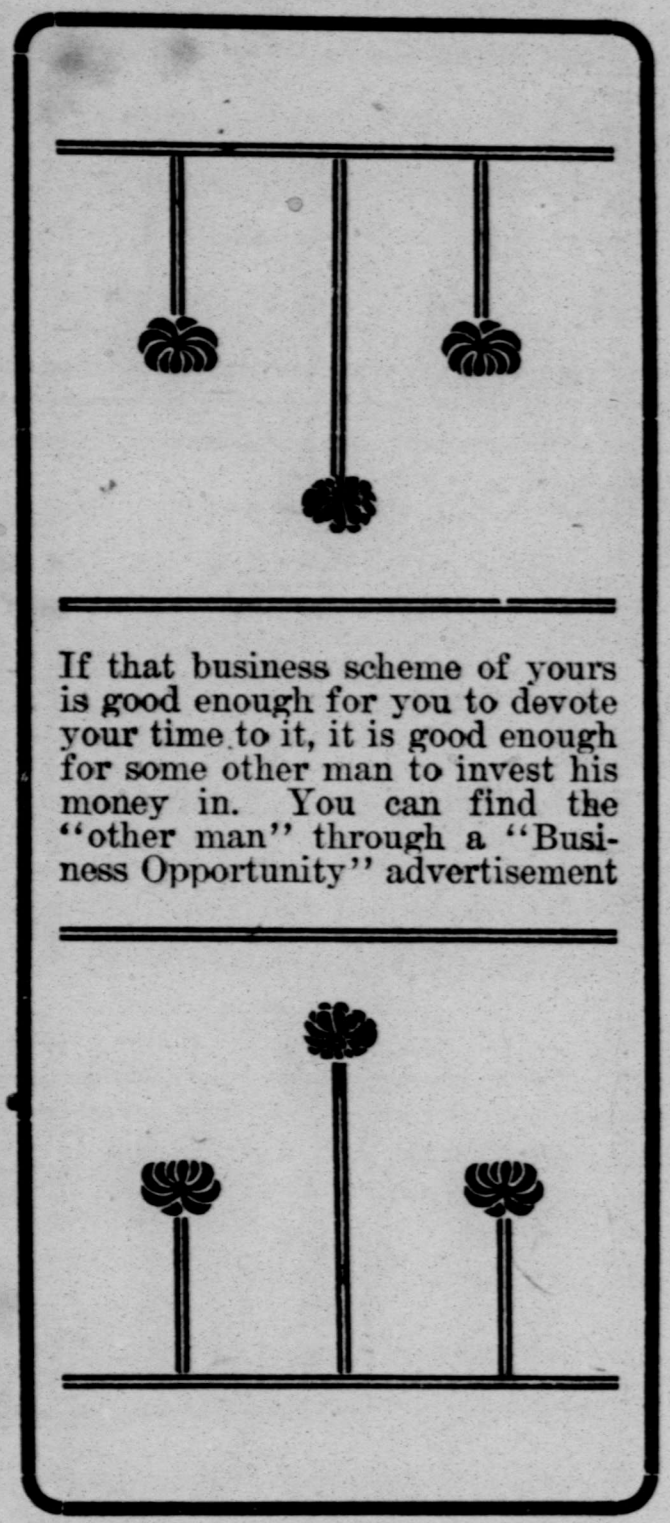 If that business scheme of yours
is good enough for you to devote
your time to it, it is good enough
for some other man to invest his
money in. You can find the
"other man" through a "Busi-
ness Opportunity" advertisement